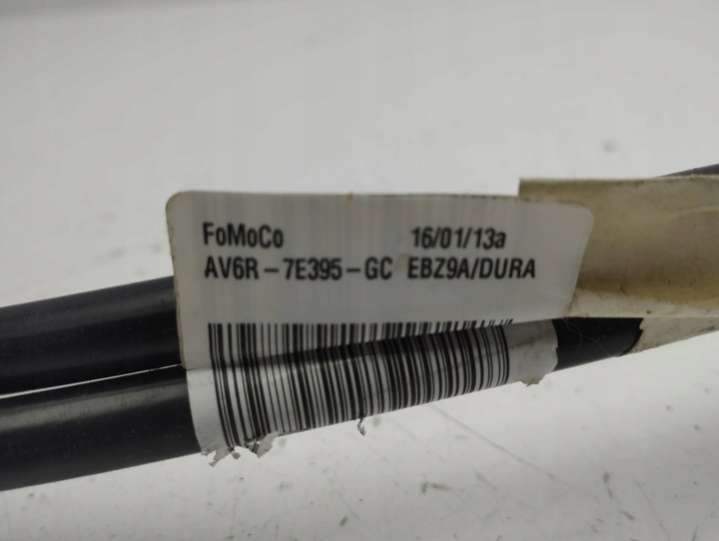 FoMoCo 16/01/13a
AV6R-7E395-GC EBZ9A/DURA